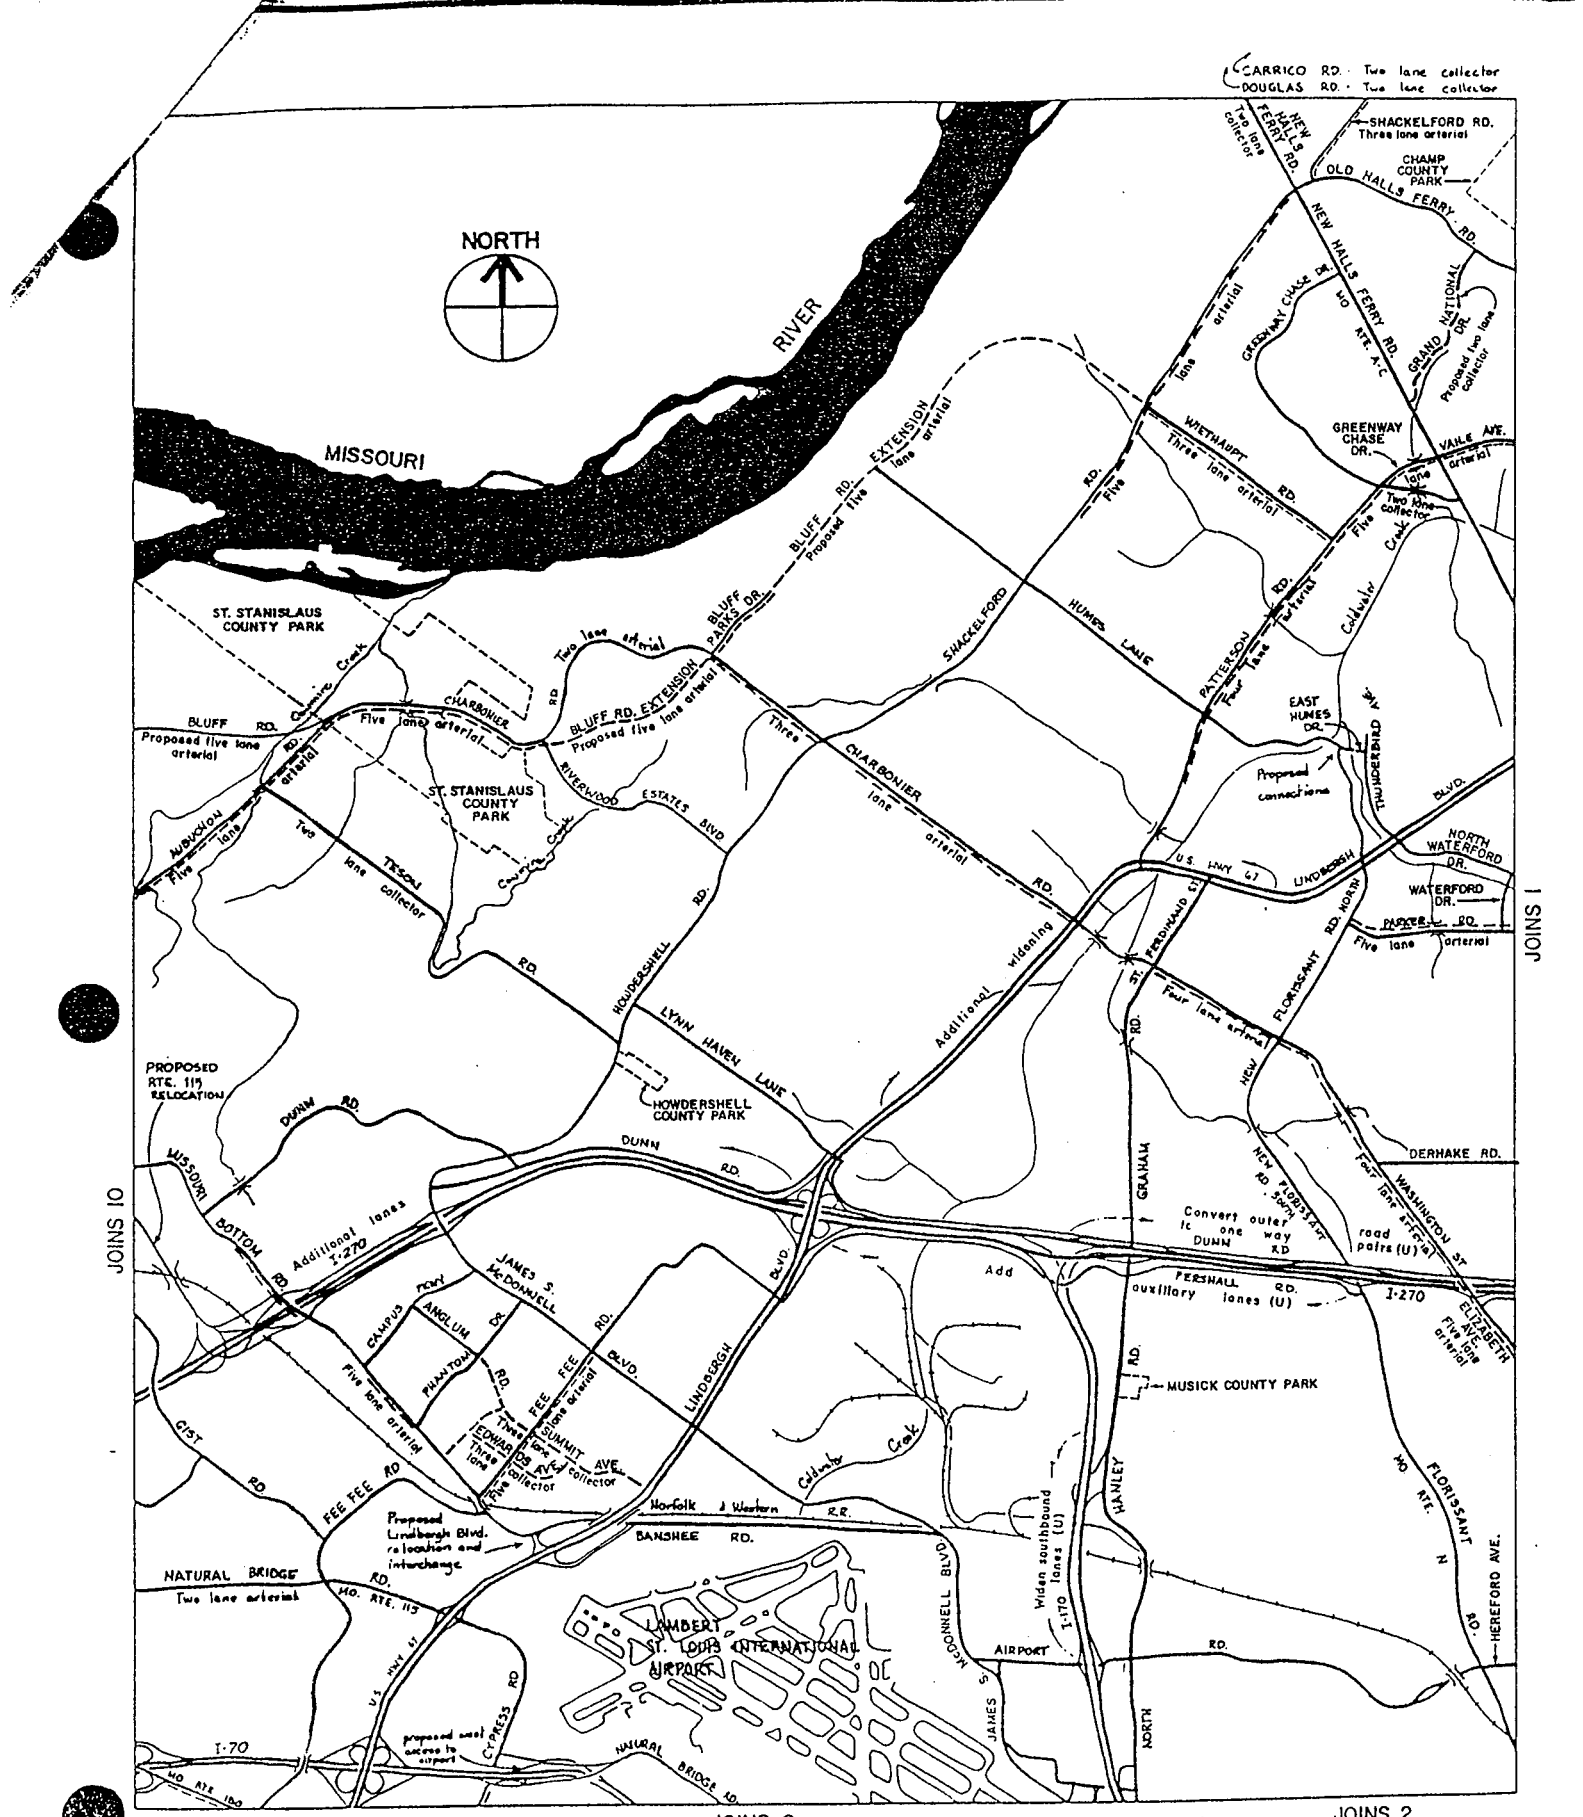 CARRICO RD. · Two lane collector
DOUGLAS RD. · Two lane collector
NEW
HALLS
FERRY RD.
Two lane
collector
SHACKELFORD RD.
Three lane arterial
CHAMP
COUNTY
PARK
OLD HALLS FERRY RD.
NORTH
NEW HALLS FERRY RD.
MO RTE. A-C
GREENWAY CHASE DR.
GRAND NATIONAL
DR.
Proposed two lane
collector
RIVER
MISSOURI
lane arterial
BLUFF RD. EXTENSION
Proposed five lane arterial
WIETHAUPT RD.
Three lane arterial
GREENWAY
CHASE
DR.
VAILE AVE.
arterial
lane
Two lane
collector
Five
Creek
Coldwater
RD.
Five
ST. STANISLAUS
COUNTY PARK
BLUFF
PARKS DR.
Two lane arterial
SHACKELFORD
HUMES LANE
PATTERSON RD.
Four lane arterial
Creek
CHARBONIER RD
Five lane arterial
BLUFF RD.
Proposed five lane
arterial
BLUFF RD. EXTENSION
Proposed five lane arterial
EAST
HUMES
DR.
THUNDERBIRD AVE.
Proposed
connections
Three
CHARBONIER RD.
lane arterial
ST. STANISLAUS
COUNTY
PARK
RIVERWOOD ESTATES BLVD
AUBUCHON RD.
Five lane arterial
Two lane collector
TESON RD.
Creek
U.S. HWY 67
LINDBERGH BLVD.
NORTH
WATERFORD
DR.
WATERFORD
DR.
PARKER RD.
Five lane arterial
JOINS 1
HOWDERSHELL RD.
Additional widening
ST. FERDINAND ST.
NEW FLORISSANT RD. NORTH
Four lane arterial
LYNN HAVEN LANE
RD.
HOWDERSHELL
COUNTY PARK
PROPOSED
RTE. 115
RELOCATION
DUNN RD.
DUNN RD.
GRAHAM
DERHAKE RD.
MISSOURI BOTTOM RD.
JOINS 10
Additional lanes
I-270
NEW FLORISSANT
RD. SOUTH
WASHINGTON ST
Four lane arterial
Convert outer road
to one way pairs (U)
DUNN RD
Add
auxiliary lanes (U)
PERSHALL RD.
I-270
ELIZABETH
AVE.
Five lane
arterial
JAMES S.
McDONNELL BLVD.
CAMPUS PKWY
ANGLUM RD.
PHANTOM DR
BLVD.
LINDBERGH
FEE FEE RD.
Five lane arterial
Five lane arterial
RD.
MUSICK COUNTY PARK
SUMMIT AVE.
Three lane (U) collector
EDWARDS AV
Three lane collector
GIST RD
FEE FEE RD
Coldwater Creek
HANLEY
FLORISSANT RD.
MO. RTE. N
Proposed
Lindbergh Blvd.
relocation and
interchange
Norfolk & Western R.R.
BANSHEE RD.
NATURAL BRIDGE RD.
Two lane arterial
MO. RTE. 115
McDONNELL BLVD.
Widen southbound
lanes (U)
I-170
HEREFORD AVE.
LAMBERT
ST. LOUIS INTERNATIONAL
AIRPORT
AIRPORT RD.
JAMES S.
U.S. HWY 67
CYPRESS RD
NORTH
proposed west
access to
airport
I-70
MO RTE 180
NATURAL BRIDGE RD.
JOINS 2